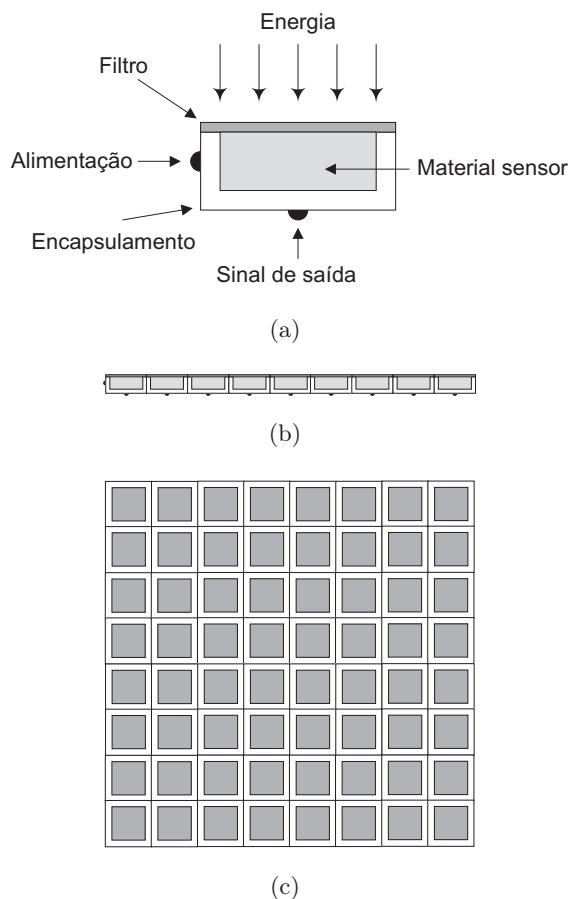 Energia
Filtro
Alimentação
Material sensor
Encapsulamento
Sinal de saída
(a)
(b)
(c)